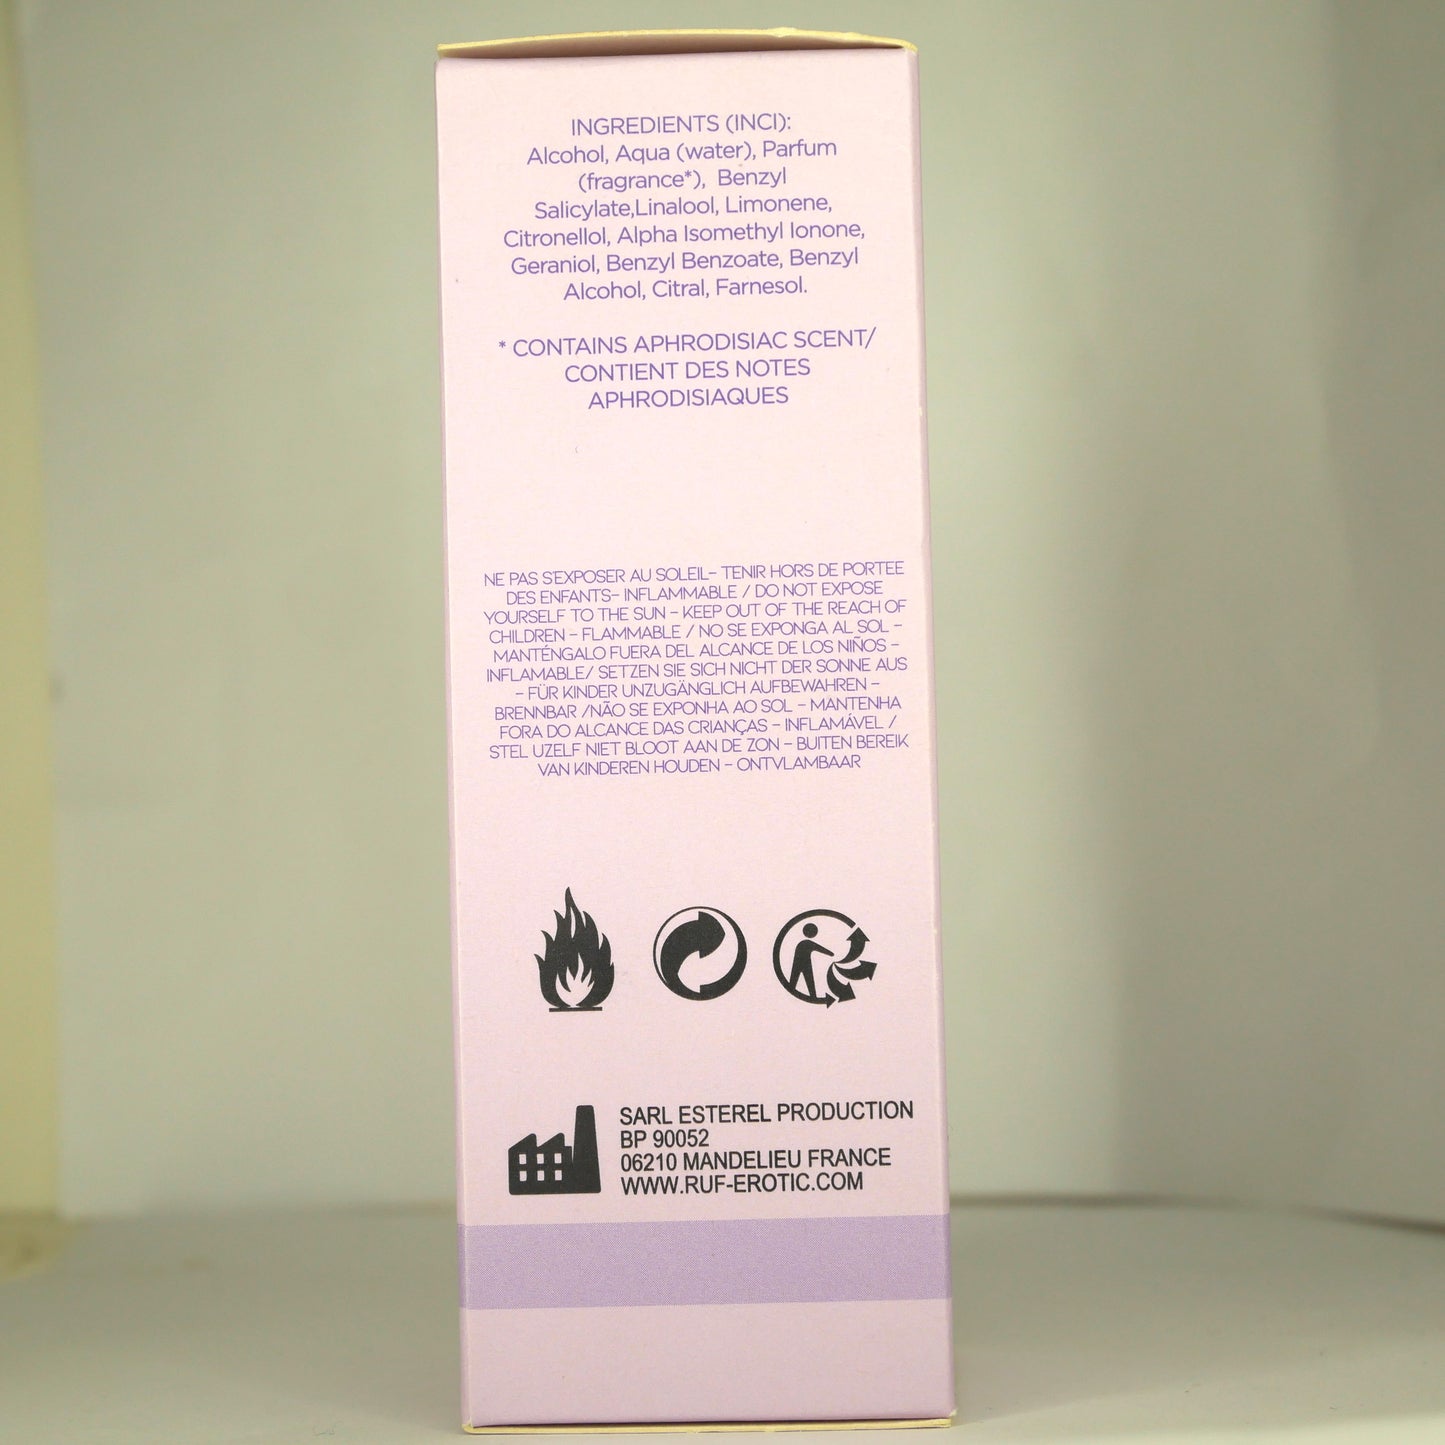 INGREDIENTS (INCI):
Alcohol, Aqua (water), Parfum
(fragrance*), Benzyl
Salicylate,Linalool, Limonene,
Citronellol, Alpha Isomethyl Ionone,
Geraniol, Benzyl Benzoate, Benzyl
Alcohol, Citral, Farnesol.
* CONTAINS APHRODISIAC SCENT/
CONTIENT DES NOTES
APHRODISIAQUES
NE PAS S'EXPOSER AU SOLEIL- TENIR HORS DE PORTEE
DES ENFANTS- INFLAMMABLE / DO NOT EXPOSE
YOURSELF TO THE SUN - KEEP OUT OF THE REACH OF
CHILDREN - FLAMMABLE / NO SE EXPONGA AL SOL -
MANTÉNGALO FUERA DEL ALCANCE DE LOS NIÑOS -
INFLAMABLE/ SETZEN SIE SICH NICHT DER SONNE AUS
- FÜR KINDER UNZUGÄNGLICH AUFBEWAHREN -
BRENNBAR /NÃO SE EXPONHA AO SOL - MANTENHA
FORA DO ALCANCE DAS CRIANÇAS - INFLAMÁVEL /
STEL UZELF NIET BLOOT AAN DE ZON - BUITEN BEREIK
VAN KINDEREN HOUDEN - ONTVLAMBAAR
SARL ESTEREL PRODUCTION
BP 90052
06210 MANDELIEU FRANCE
WWW.RUF-EROTIC.COM